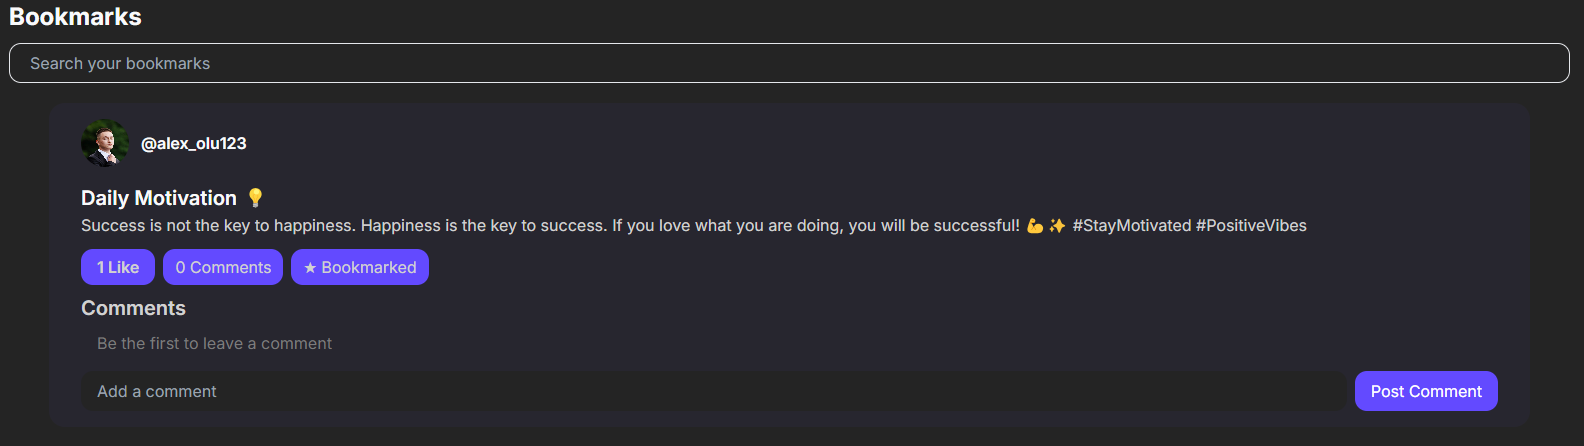 Bookmarks
Search your bookmarks
@alex_olu123
Daily Motivation 💡
Success is not the key to happiness. Happiness is the key to success. If you love what you are doing, you will be successful! 💪✨ #StayMotivated #PositiveVibes
1 Like 0 Comments ★ Bookmarked
Comments
Be the first to leave a comment
Add a comment Post Comment